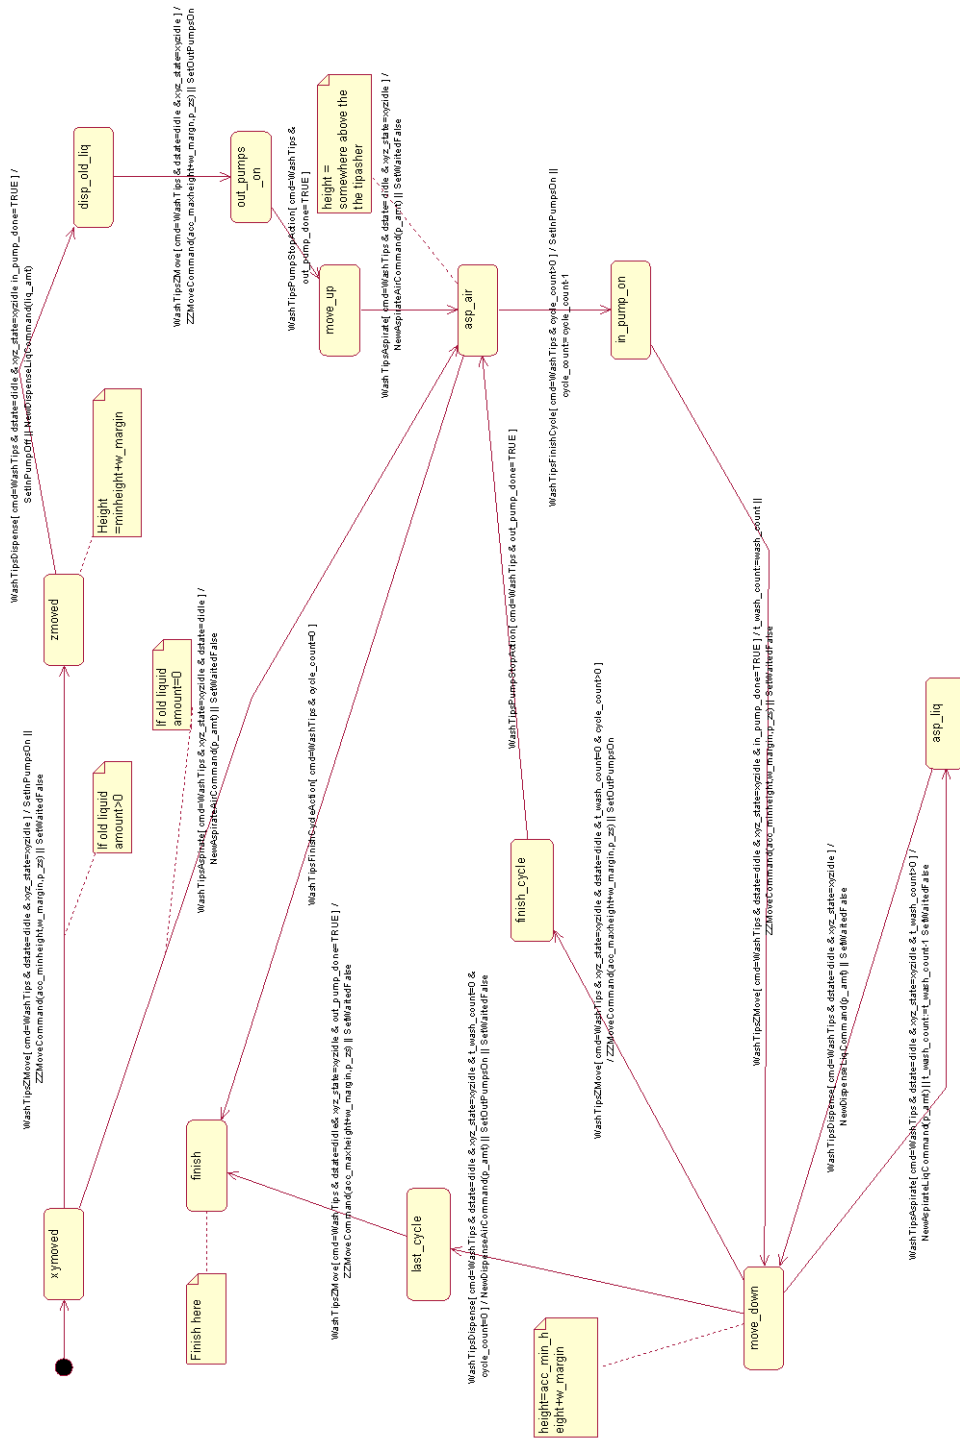 WashTipsDispense[ cmd=WashTips & dstate=didle & xyz_state=xyzidle in_pump_done=TRUE ] /
SetInPumpOff || NewDispenseLiqCommand(liq_amt)
disp_old_liq
WashTipsZMove[ cmd=WashTips & dstate=didle & xyz_state=xyzidle ] /
ZZMoveCommand(acc_maxheight+w_margn,p_zs) || SetOutPumpsOn
out_pumps
_on
WashTipsPumpStopAction[ cmd=WashTips &
out_pump_done=TRUE ]
move_up
height =
somewhere above the
the tipasher
WashTipsAspirate[ cmd=WashTips & dstate=didle & xyz_state=xyzidle ] /
NewAspirateAirCommand(p_amt) || SetWaitedFalse
asp_air
WashTipsFinishCycle[ cmd=WashTips & cycle_count>0 ] / SetInPumpsOn ||
cycle_count=cycle_count-1
in_pump_on
zmoved
Height
=minheight+w_margin
If old liquid
amount=0
If old liquid
amount>0
WashTipsZMove[ cmd=WashTips & dstate=didle & xyz_state=xyzidle ] / SetInPumpsOn ||
ZZMoveCommand(acc_minheight,w_margin,p_zs) || SetWaitedFalse
WashTipsAspirate[ cmd=WashTips & xyz_state=xyzidle & dstate=didle ] /
NewAspirateAirCommand(p_amt) || SetWaitedFalse
WashTipsFinishCycleAction[ cmd=WashTips & cycle_count=0 ]
WashTipsPumpStopAction[ cmd=WashTips & out_pump_done=TRUE ]
finish_cycle
WashTipsZMove[ cmd=WashTips & xyz_state=xyzidle & dstate=didle & t_wash_count=0 & cycle_count>0 ]
/ ZZMoveCommand(acc_maxheight+w_margin,p_zs) || SetOutPumpsOn
WashTipsZMove[ cmd=WashTips & dstate=didle & xyz_state=xyzidle & in_pump_done=TRUE ] / t_wash_count=wash_count ||
ZZMoveCommand(acc_minheight,w_margin,p_zs) || SetWaitedFalse
asp_liq
WashTipsDispense[ cmd=WashTips & dstate=didle & xyz_state=xyzidle ] /
NewDispenseLiqCommand(p_amt) || SetWaitedFalse
WashTipsAspirate[ cmd=WashTips & dstate=didle & xyz_state=xyzidle & t_wash_count>0 ] /
NewAspirateLiqCommand(p_amt) || t_wash_count:=t_wash_count-1 SetWaitedFalse
xymoved
finish
Finish here
WashTipsZMove[ cmd=WashTips & dstate=didle& xyz_state=xyzidle & out_pump_done=TRUE ] /
ZZMoveCommand(acc_maxheight+w_margin,p_zs) || SetWaitedFalse
last_cycle
WashTipsDispense[ cmd=WashTips & dstate=didle & xyz_state=xyzidle & t_wash_count=0 &
cycle_count=0 ] / NewDispenseAirCommand(p_amt) || SetOutPumpsOn || SetWaitedFalse
height=acc_min_h
eight+w_margin
move_down